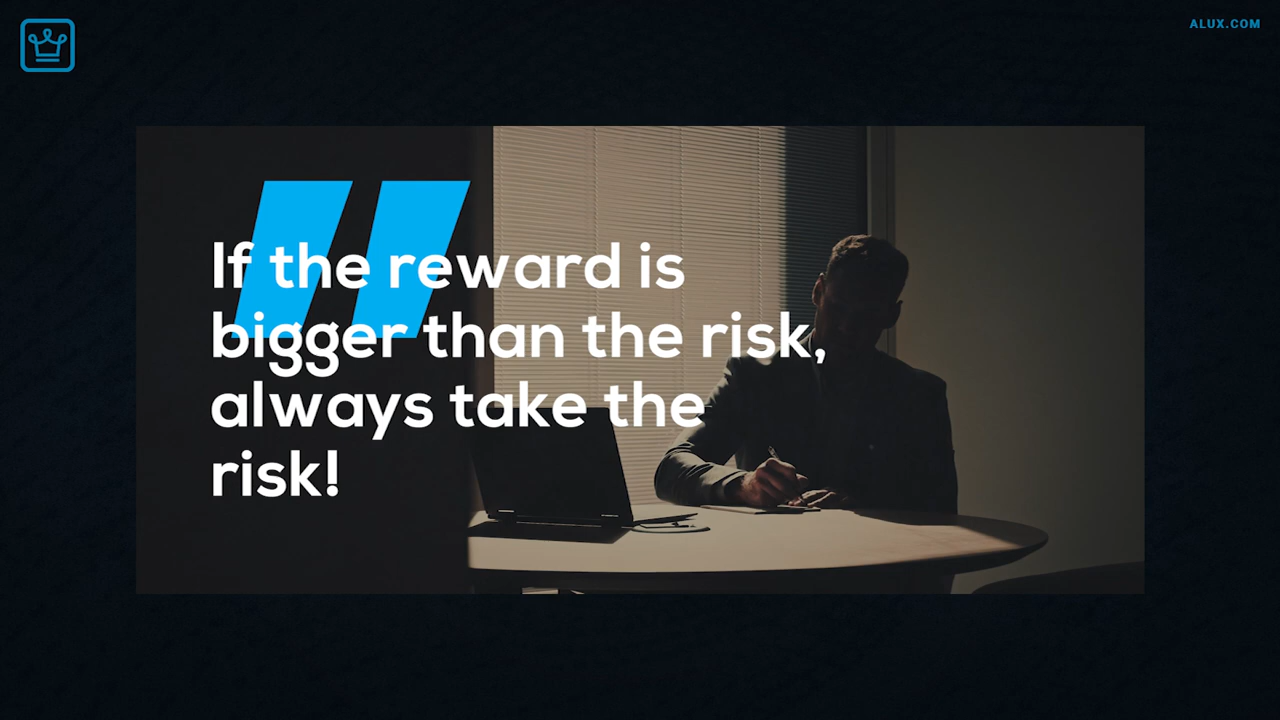 ALUX.COM
If the reward is
bigger than the risk,
always take the
risk!